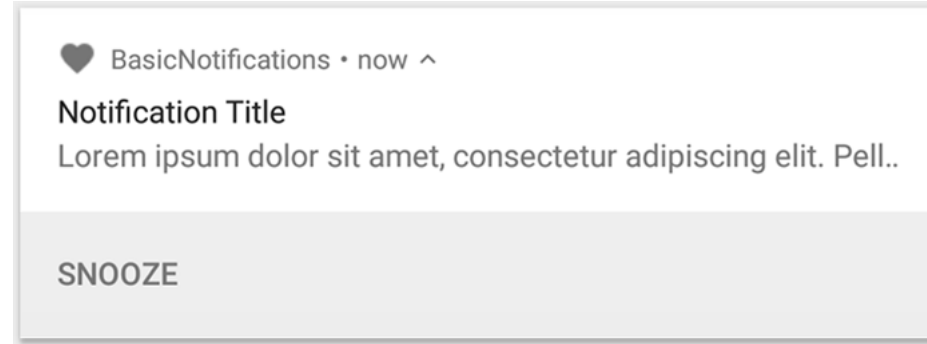 BasicNotifications • now
Notification Title
Lorem ipsum dolor sit amet, consectetur adipiscing elit. Pell..
SNOOZE